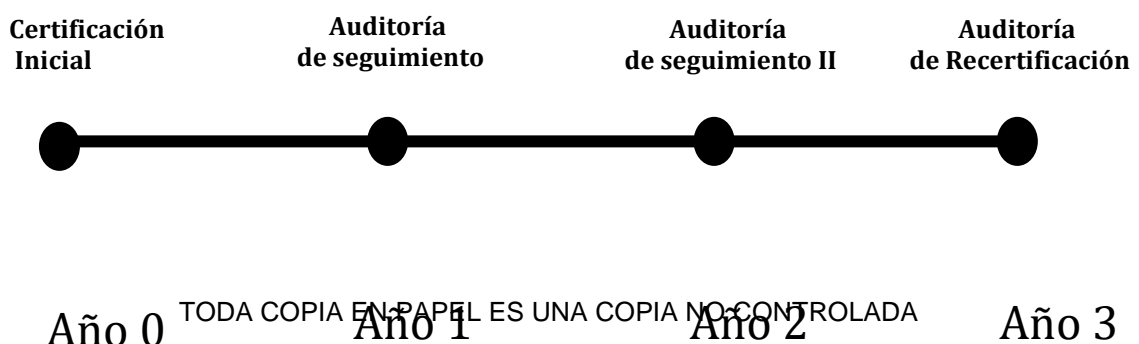 Certificación
Inicial
Auditoría
de seguimiento
Auditoría
de seguimiento II
Auditoría
de Recertificación
TODA COPIA EN PAPEL ES UNA COPIA NO CONTROLADA
Año 0
Año 1
Año 2
Año 3